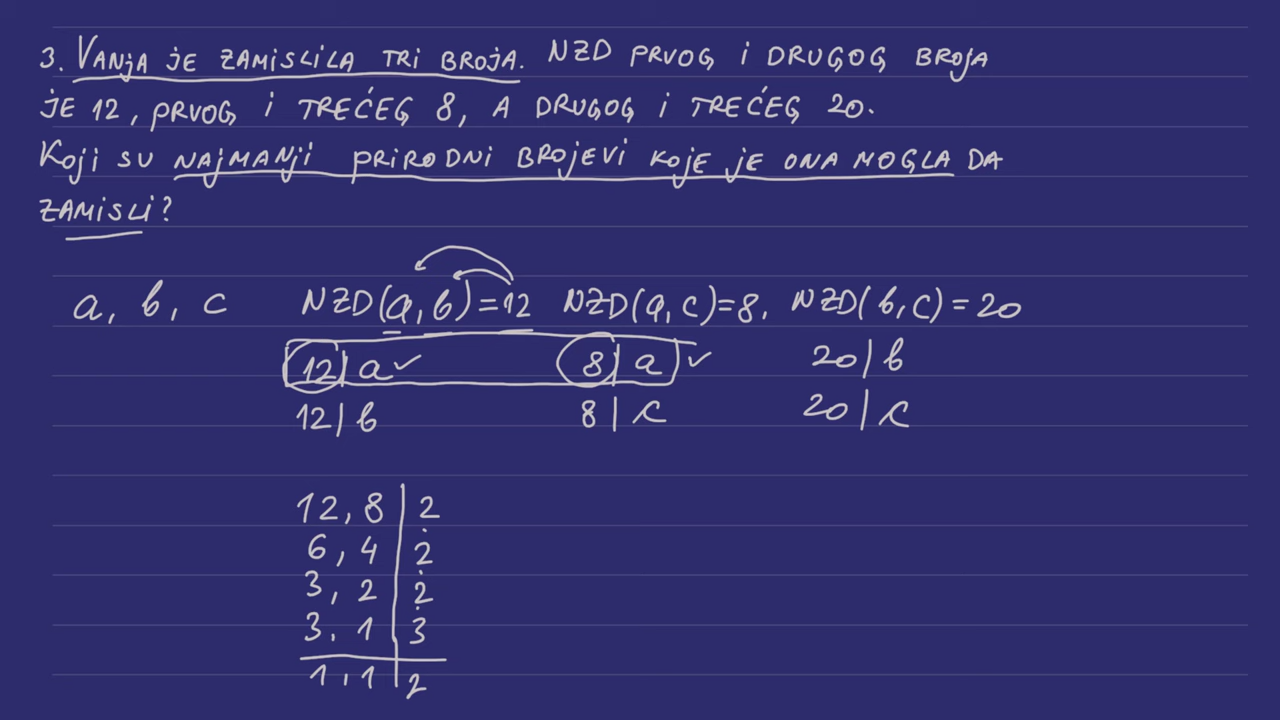 3. VANJA JE ZAMISLILA TRI BROJA. NZD PRVOG I DRUGOG BROJA
JE 12, PRVOG I TREĆEG 8, A DRUGOG I TREĆEG 20.
KOJI SU NAJMANJI PRIRODNI BROJEVI KOJE JE ONA MOGLA DA
ZAMISLI?
a, b, c NZD(a,b)=12 NZD(a,c)=8, NZD(b,c)=20
12|a✓ 8|a✓ 20|b
12|b 8|c 20|c
12, 8 | 2
6, 4 | 2
3, 2 | 2
3, 1 | 3
1, 1 | 2